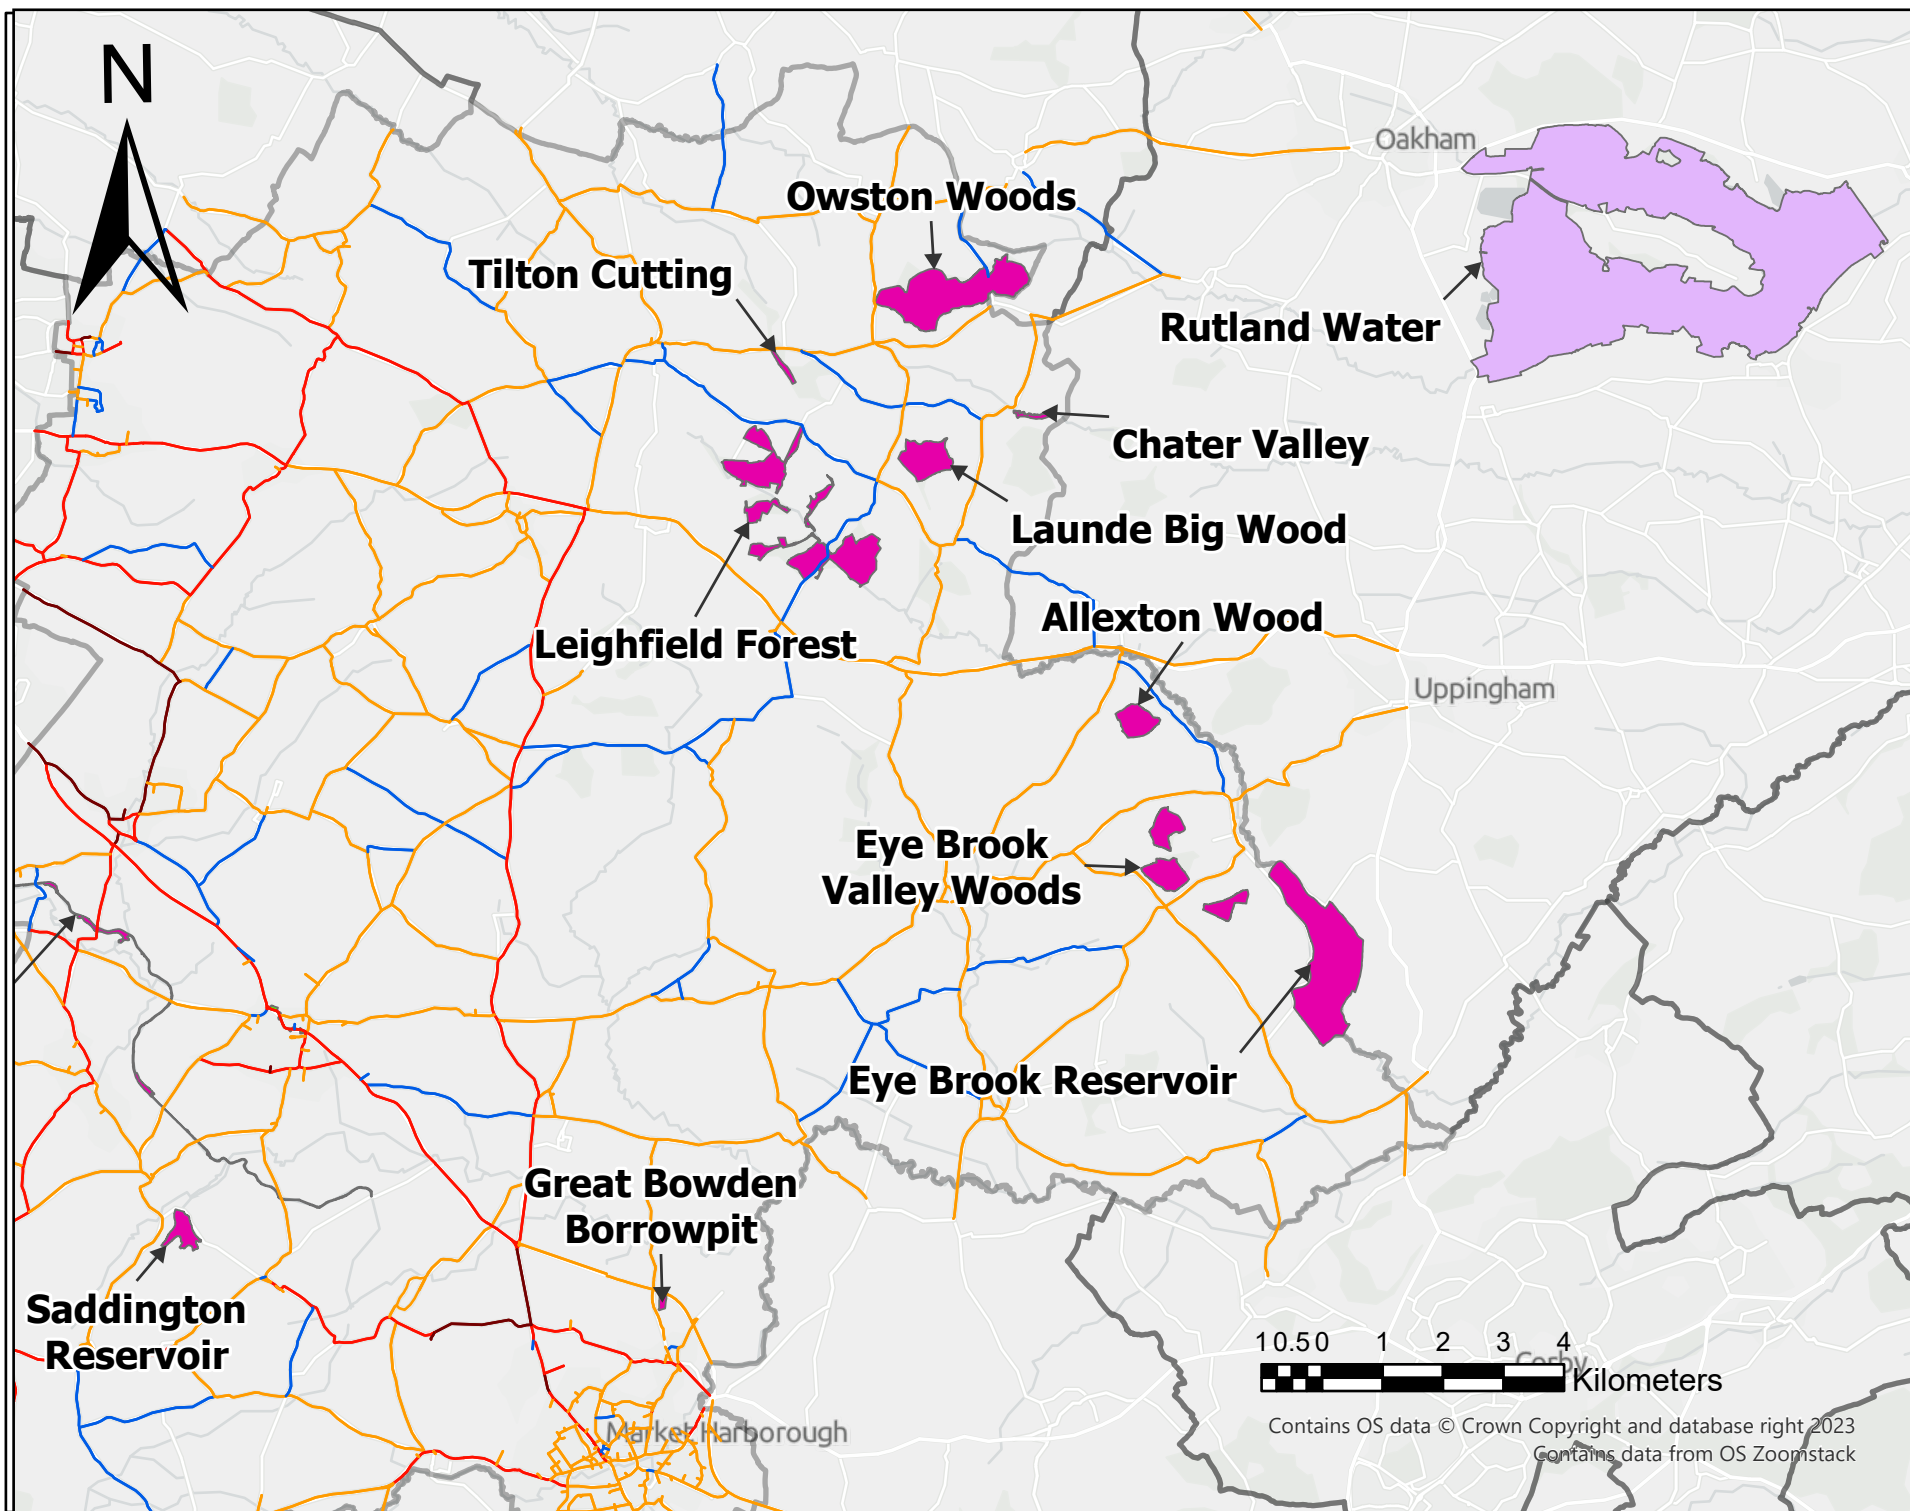 N
Oakham
Owston Woods
Tilton Cutting
Rutland Water
Chater Valley
Launde Big Wood
Allexton Wood
Leighfield Forest
Uppingham
Eye Brook
Valley Woods
Eye Brook Reservoir
Great Bowden
Borrowpit
Saddington
Reservoir
1 0.5 0 1 2 3 4
Corby
Kilometers
Market Harborough
Contains OS data © Crown Copyright and database right 2023
Contains data from OS Zoomstack